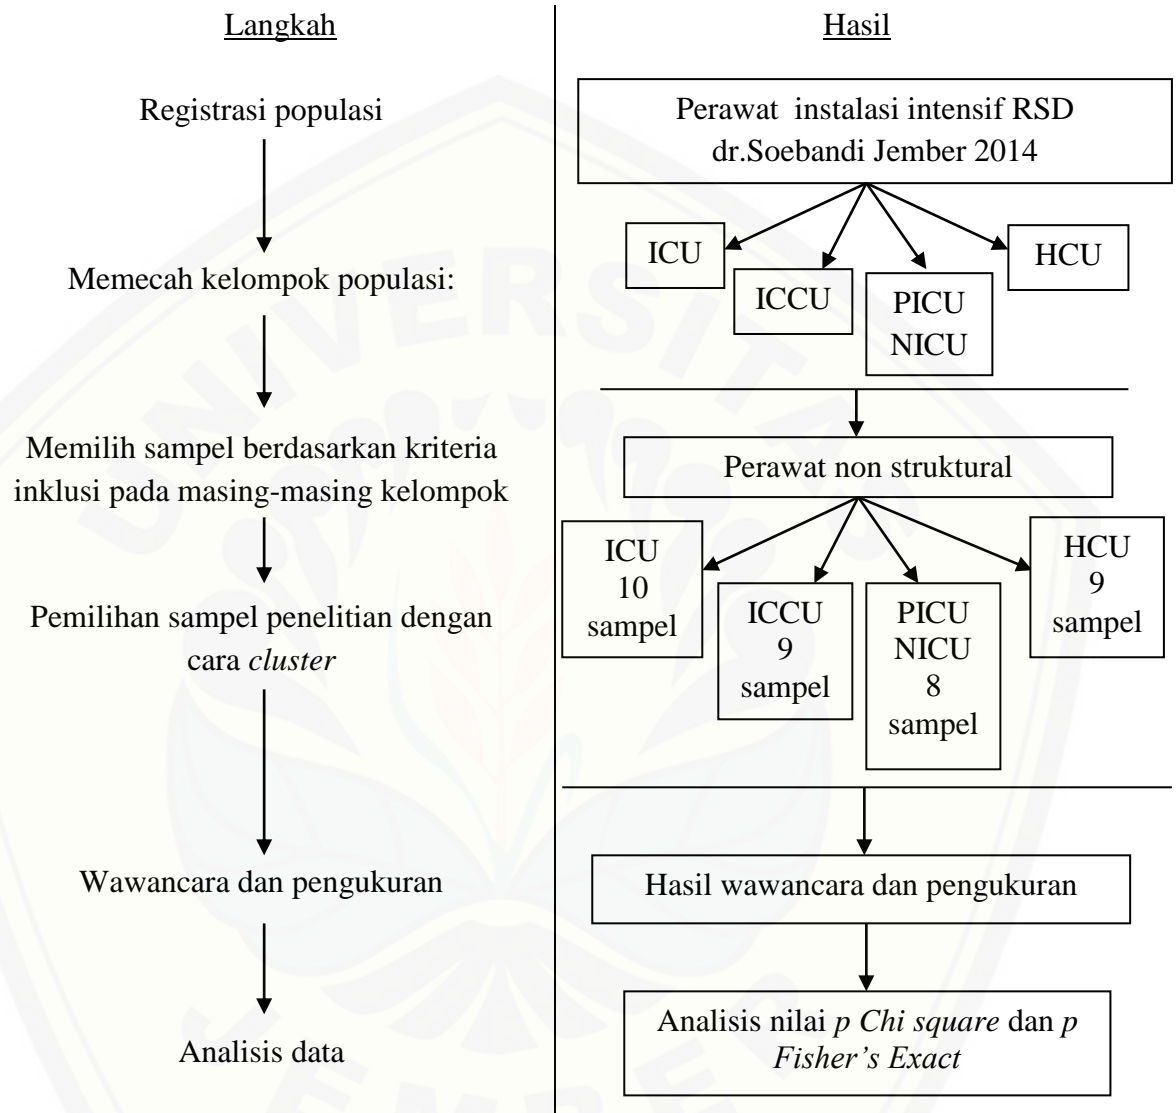 Langkah
Registrasi populasi
Memecah kelompok populasi:
Memilih sampel berdasarkan kriteria
inklusi pada masing-masing kelompok
Pemilihan sampel penelitian dengan
cara cluster
Wawancara dan pengukuran
Analisis data
Hasil
Perawat instalasi intensif RSD
dr.Soebandi Jember 2014
ICU
ICCU
PICU
NICU
HCU
Perawat non struktural
ICU
10
sampel
ICCU
9
sampel
PICU
NICU
8
sampel
HCU
9
sampel
Hasil wawancara dan pengukuran
Analisis nilai p Chi square dan p
Fisher’s Exact
UNIVERSITAS
JEMBER